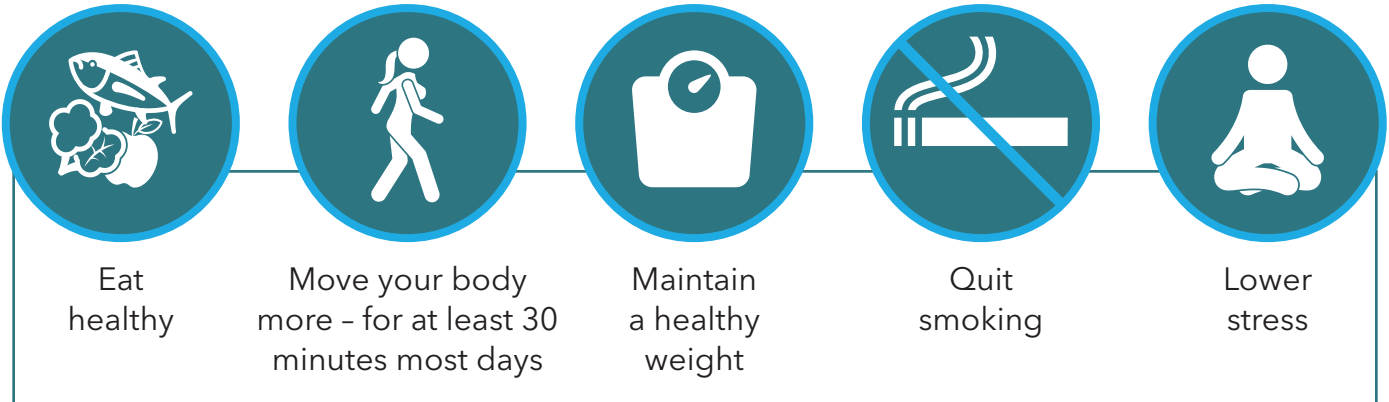 Eat
healthy
Move your body
more – for at least 30
minutes most days
Maintain
a healthy
weight
Quit
smoking
Lower
stress